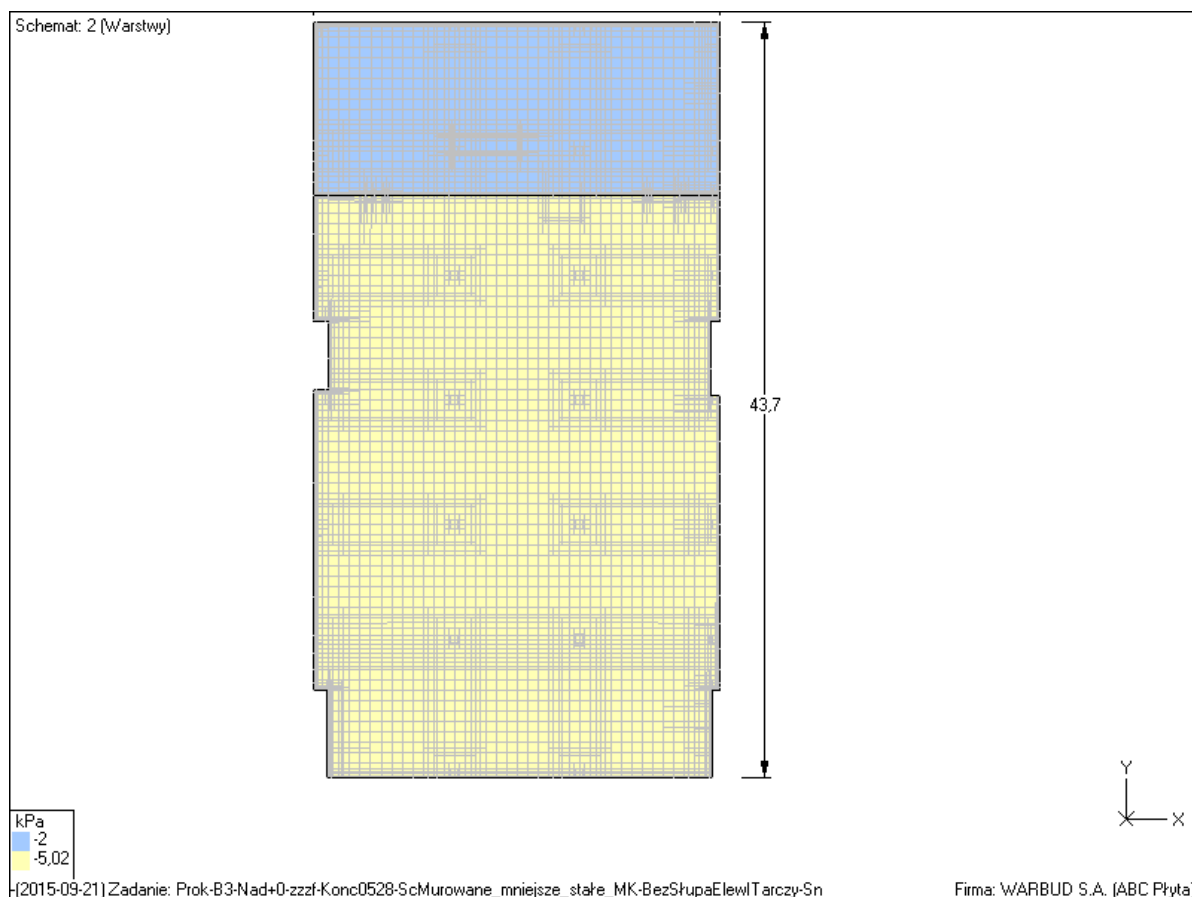 Schemat: 2 (Warstwy)
43,7
Y
X
kPa
-2
-5,02
-(2015-09-21) Zadanie: Prok-B3-Nad+0-zzzf-Konc0528-ScMurowane_mniejsze_stałe_MK-BezSłupaElewITarczy-Sn
Firma: WARBUD S.A. (ABC Płyta)